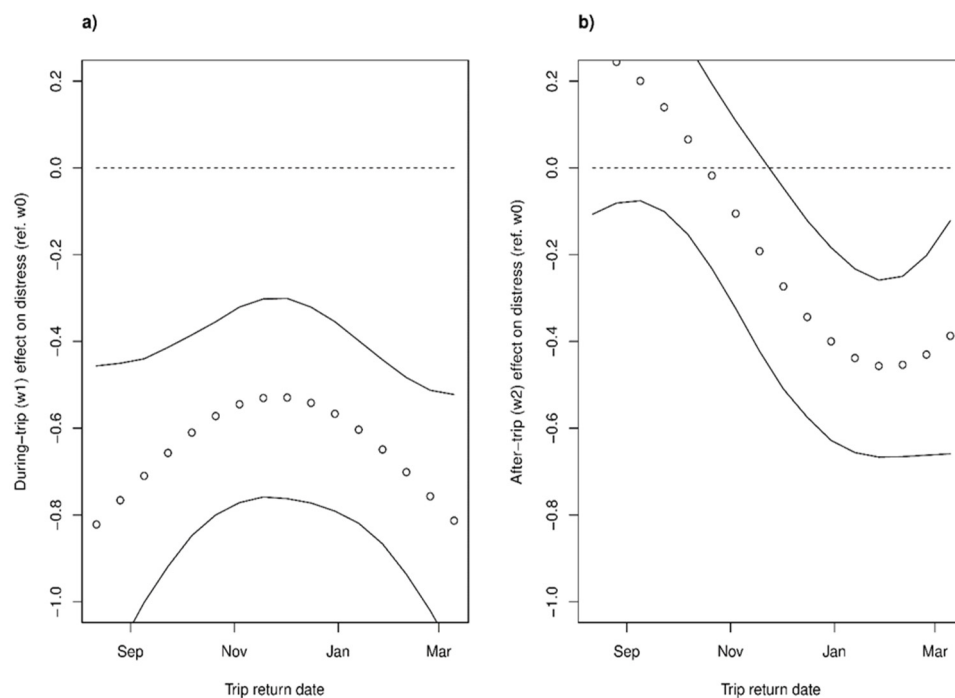 a)
During−trip (w1) effect on distress (ref. w0)
0.2
0.0
−0.2
−0.4
−0.6
−0.8
−1.0
Sep Nov Jan Mar
Trip return date
b)
After−trip (w2) effect on distress (ref. w0)
0.2
0.0
−0.2
−0.4
−0.6
−0.8
−1.0
Sep Nov Jan Mar
Trip return date